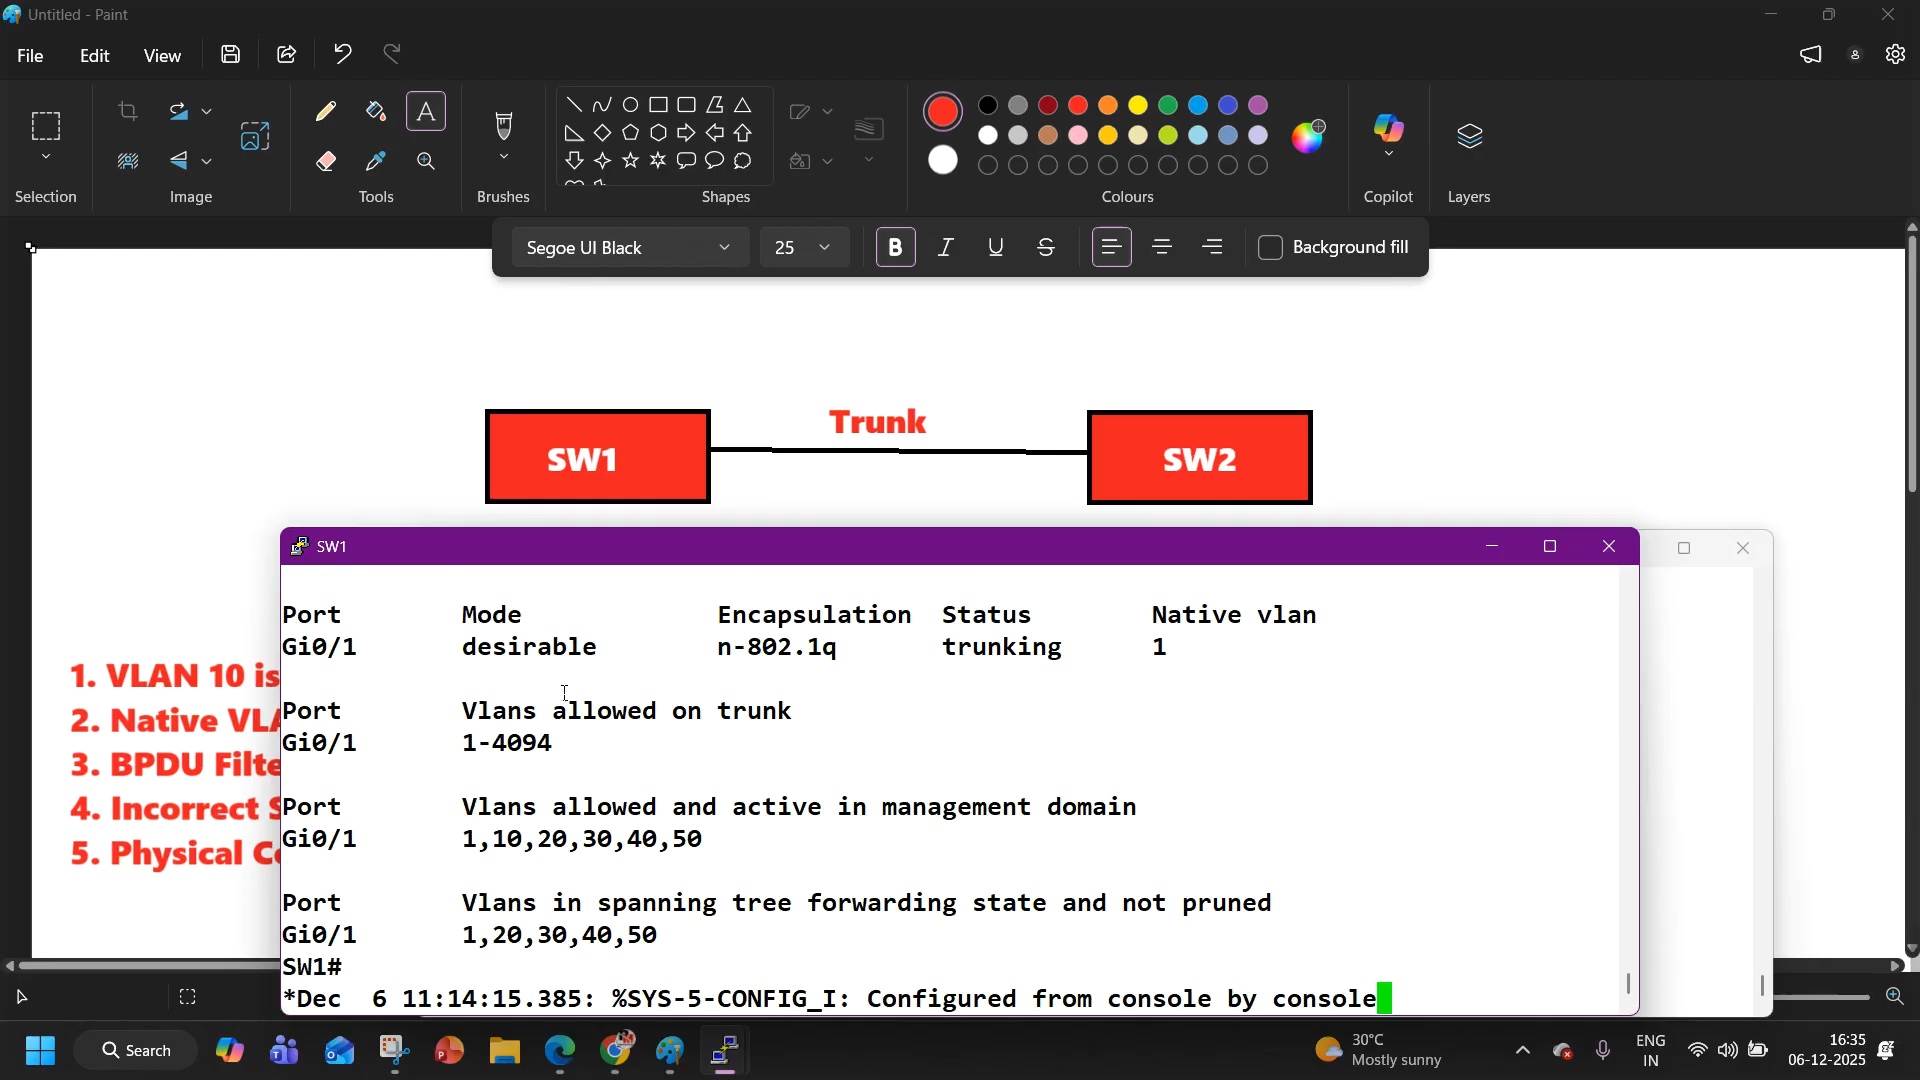 Untitled - Paint
File Edit View
Selection Image Tools Brushes Shapes Colours Copilot Layers
Segoe UI Black 25 B I U S Background fill
Trunk
SW1 SW2
SW1
Port Mode Encapsulation Status Native vlan
Gi0/1 desirable n-802.1q trunking 1
Port Vlans allowed on trunk
Gi0/1 1-4094
Port Vlans allowed and active in management domain
Gi0/1 1,10,20,30,40,50
Port Vlans in spanning tree forwarding state and not pruned
Gi0/1 1,20,30,40,50
SW1#
*Dec 6 11:14:15.385: %SYS-5-CONFIG_I: Configured from console by console
1. VLAN 10 is
2. Native
3. BPDU
4. Incorrect
5. Physical
Search
30°C
Mostly sunny
ENG
IN
16:35
06-12-2025